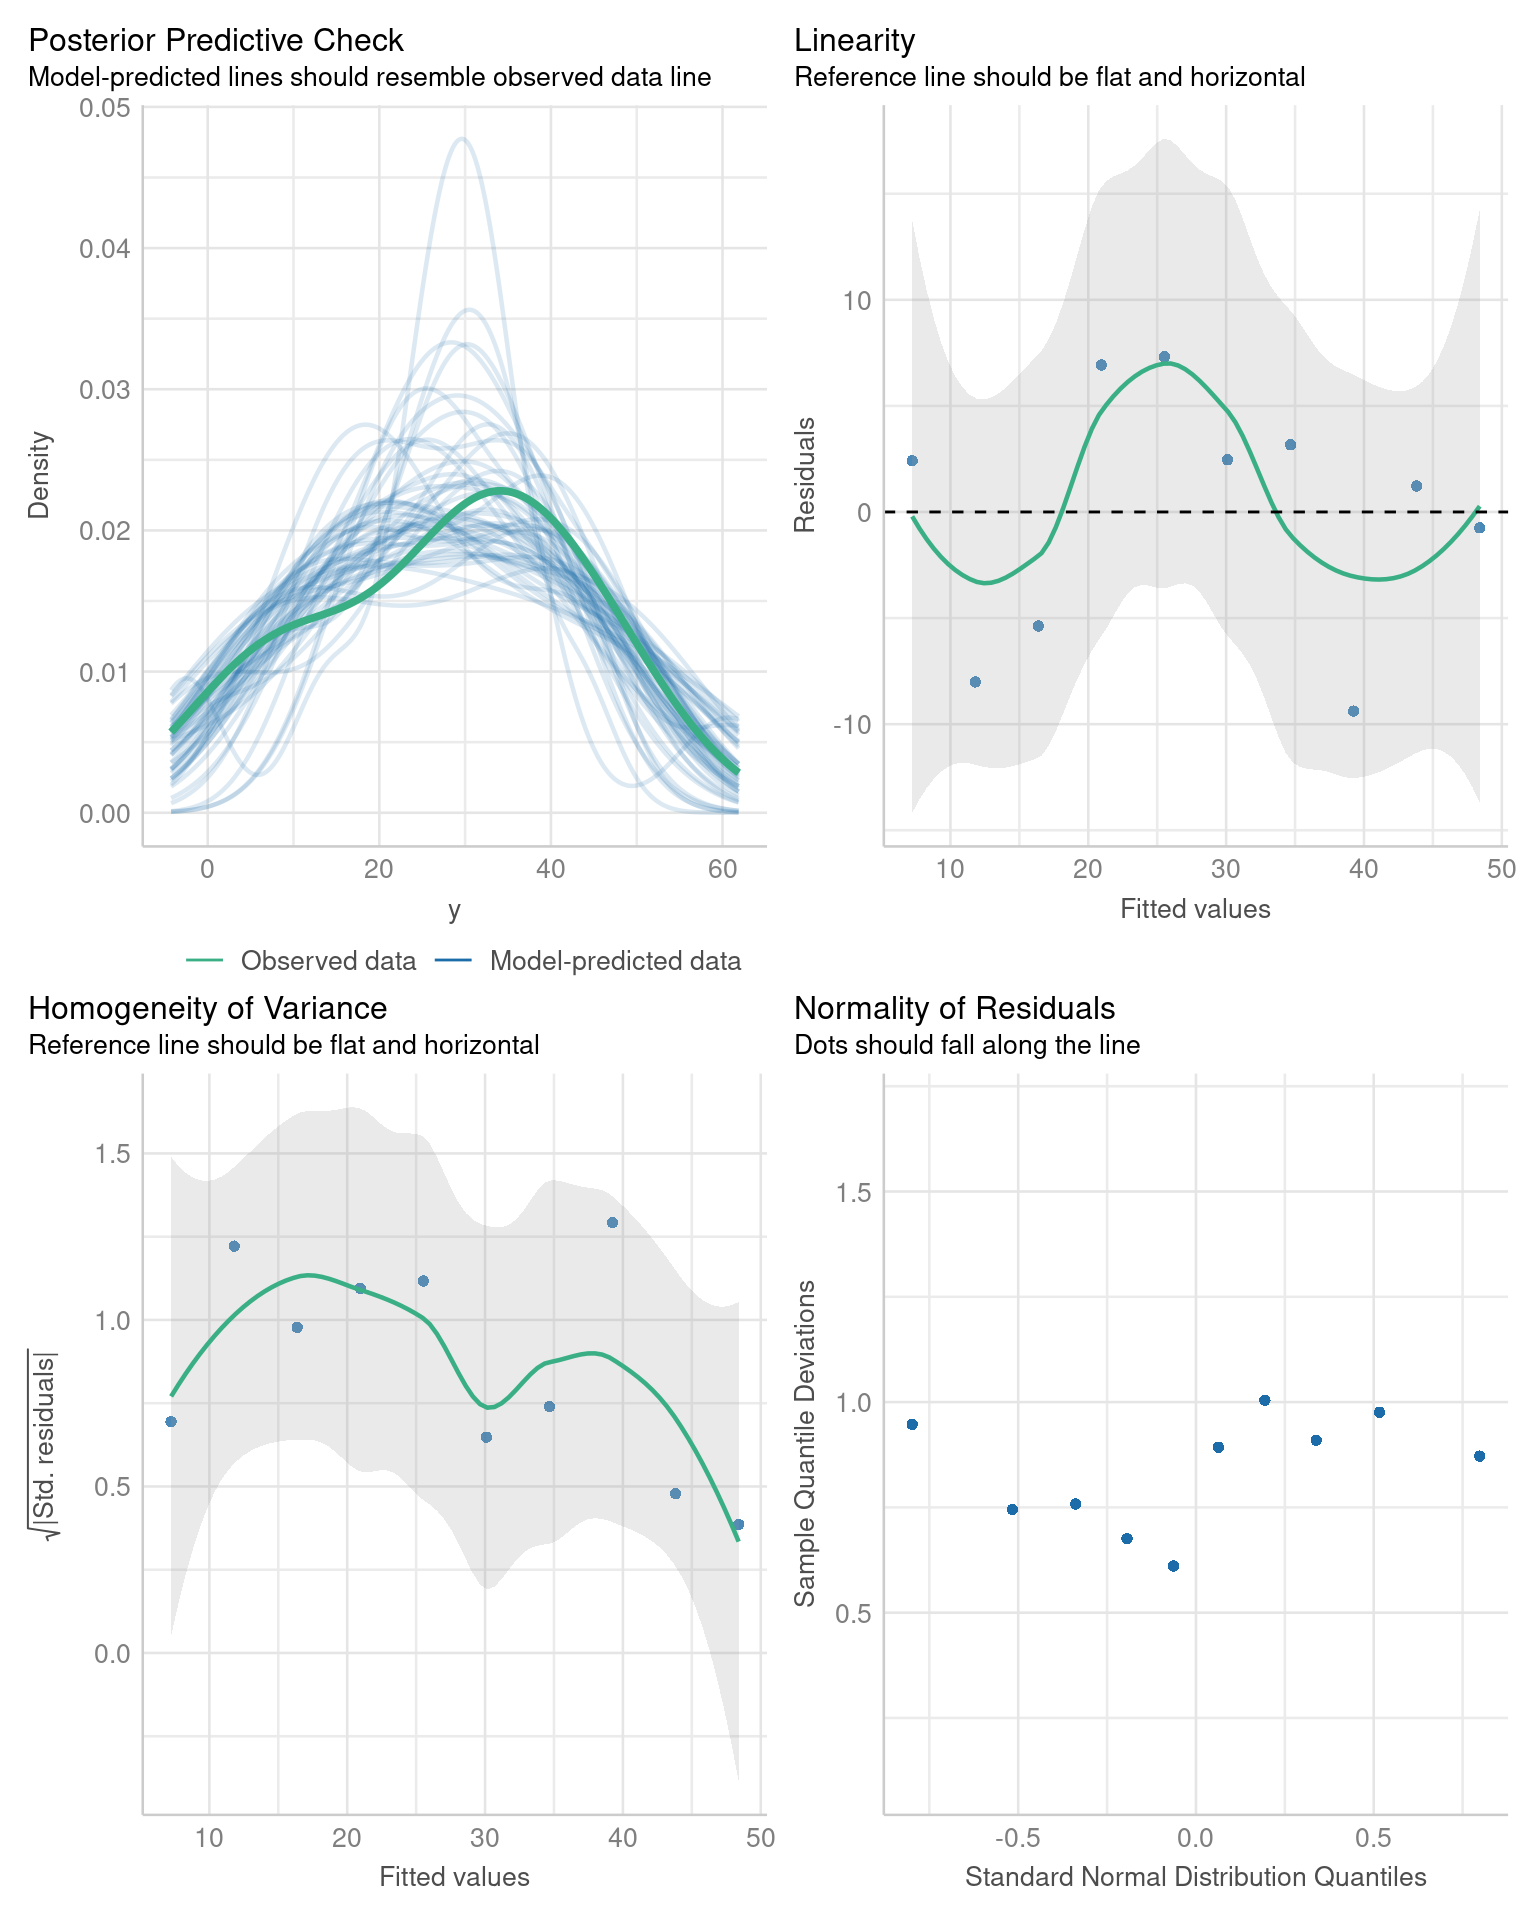 Posterior Predictive Check
Model-predicted lines should resemble observed data line
0.05
0.04
0.03
0.02
0.01
0.00
Density
0
20
40
60
y
Observed data
Model-predicted data
Linearity
Reference line should be flat and horizontal
10
0
-10
Residuals
10
20
30
40
50
Fitted values
Homogeneity of Variance
Reference line should be flat and horizontal
1.5
1.0
0.5
0.0
√|Std. residuals|
10
20
30
40
50
Fitted values
Normality of Residuals
Dots should fall along the line
1.5
1.0
0.5
Sample Quantile Deviations
-0.5
0.0
0.5
Standard Normal Distribution Quantiles